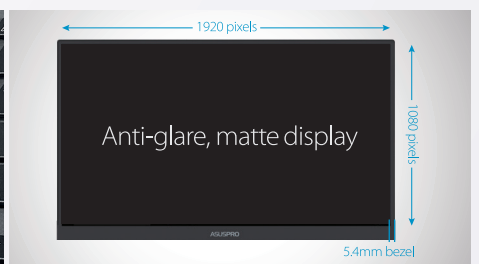 1920 pixels
Anti-glare, matte display
1080 pixels
ASUSPRO
5.4mm bezel